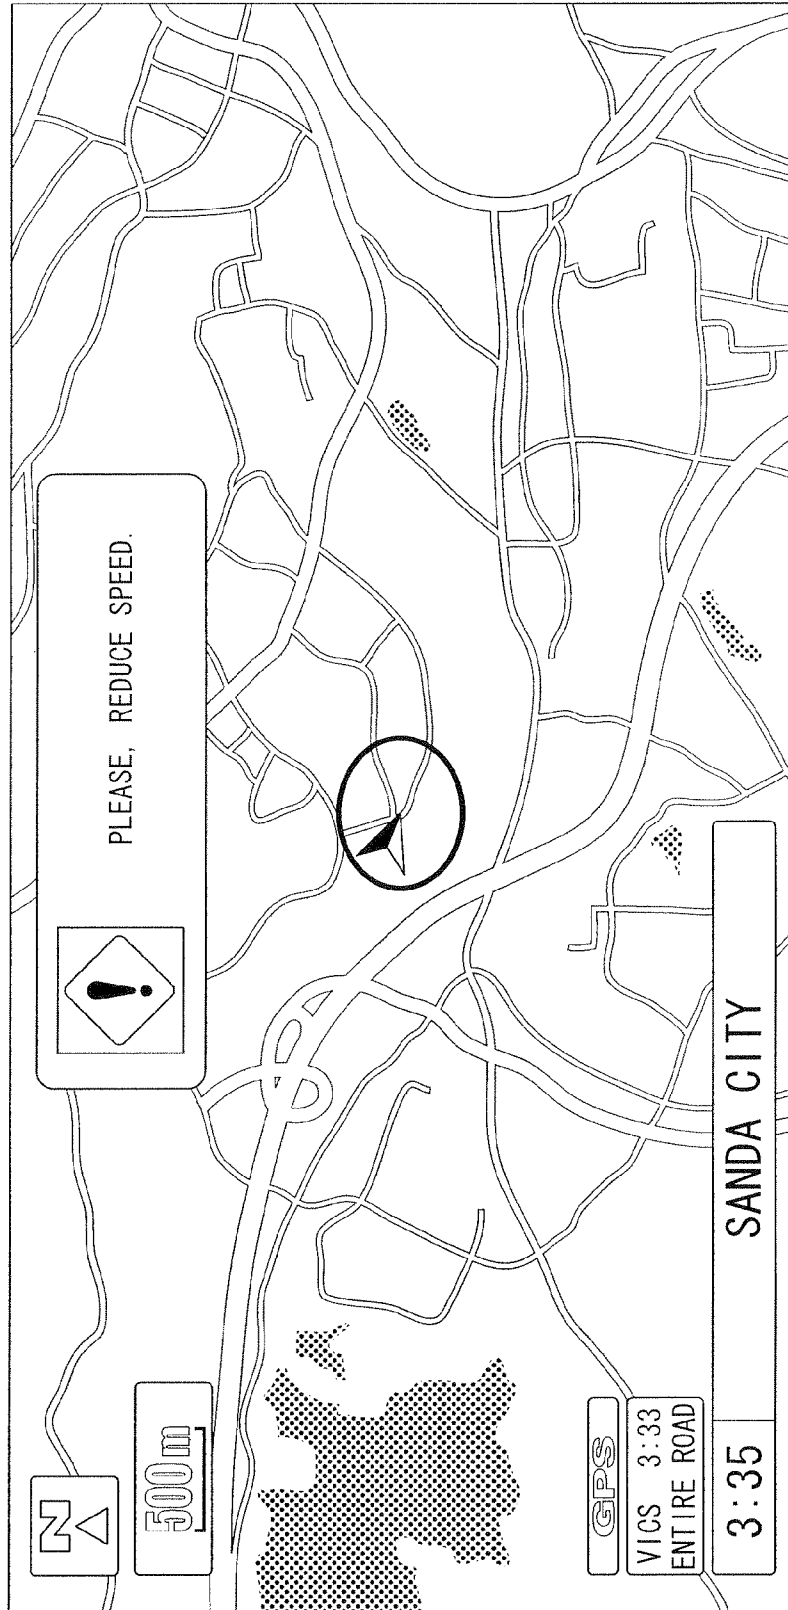 N
500m
PLEASE, REDUCE SPEED.
GPS
VICS 3:33
ENTIRE ROAD
3:35
SANDA CITY